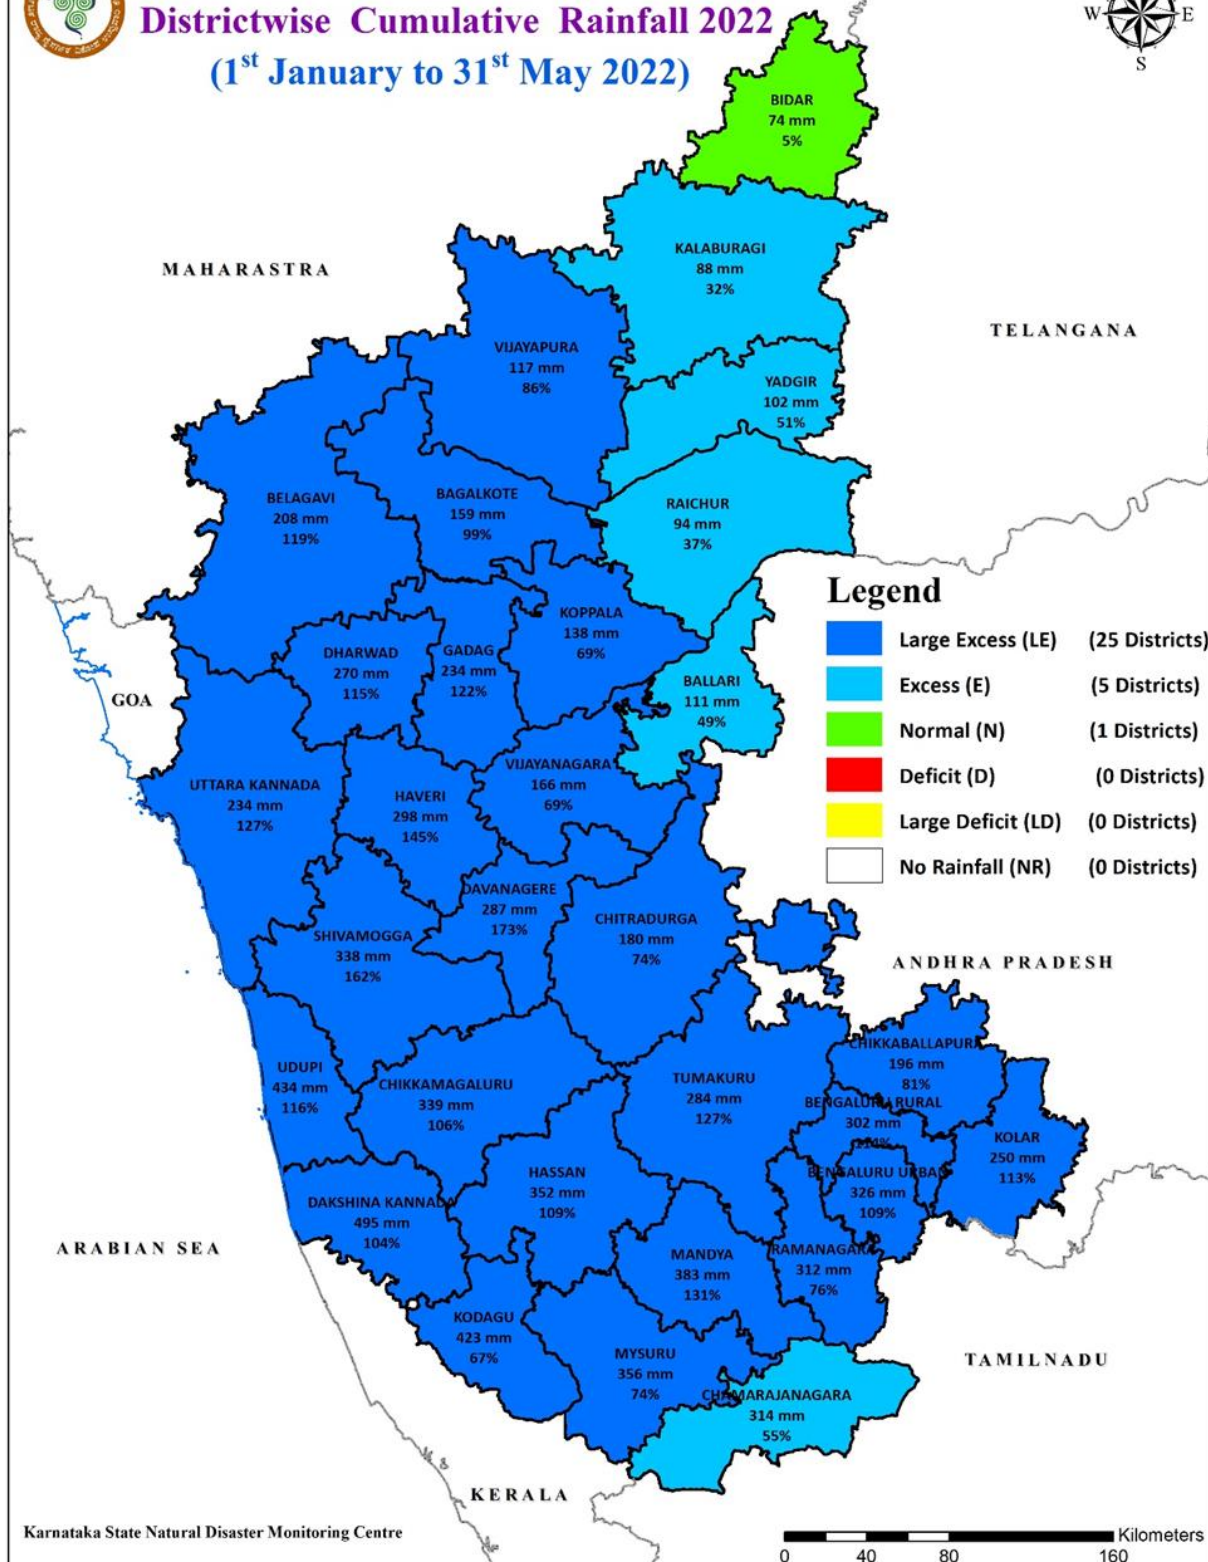 Districtwise Cumulative Rainfall 2022
(1st January to 31st May 2022)
W E
S
BIDAR
74 mm
5%
KALABURAGI
88 mm
32%
MAHARASTRA
TELANGANA
VIJAYAPURA
117 mm
86%
YADGIR
102 mm
51%
BELAGAVI
208 mm
119%
BAGALKOTE
159 mm
99%
RAICHUR
94 mm
37%
KOPPALA
138 mm
69%
DHARWAD
270 mm
115%
GADAG
234 mm
122%
BALLARI
111 mm
49%
GOA
Legend
Large Excess (LE) (25 Districts)
Excess (E) (5 Districts)
Normal (N) (1 Districts)
Deficit (D) (0 Districts)
Large Deficit (LD) (0 Districts)
No Rainfall (NR) (0 Districts)
UTTARA KANNADA
234 mm
127%
HAVERI
298 mm
145%
VIJAYANAGARA
166 mm
69%
DAVANAGERE
287 mm
173%
CHITRADURGA
180 mm
74%
SHIVAMOGGA
338 mm
162%
ANDHRA PRADESH
CHIKKABALLAPURA
196 mm
81%
UDUPI
434 mm
116%
CHIKKAMAGALURU
339 mm
106%
TUMAKURU
284 mm
127%
BENGALURU RURAL
302 mm
KOLAR
250 mm
113%
HASSAN
352 mm
109%
BENGALURU URBAN
326 mm
109%
DAKSHINA KANNADA
495 mm
104%
ARABIAN SEA
MANDYA
383 mm
131%
RAMANAGARA
312 mm
76%
KODAGU
423 mm
67%
MYSURU
356 mm
74%
TAMILNADU
CHAMARAJANAGARA
314 mm
55%
KERALA
Karnataka State Natural Disaster Monitoring Centre
Kilometers
0 40 80 160